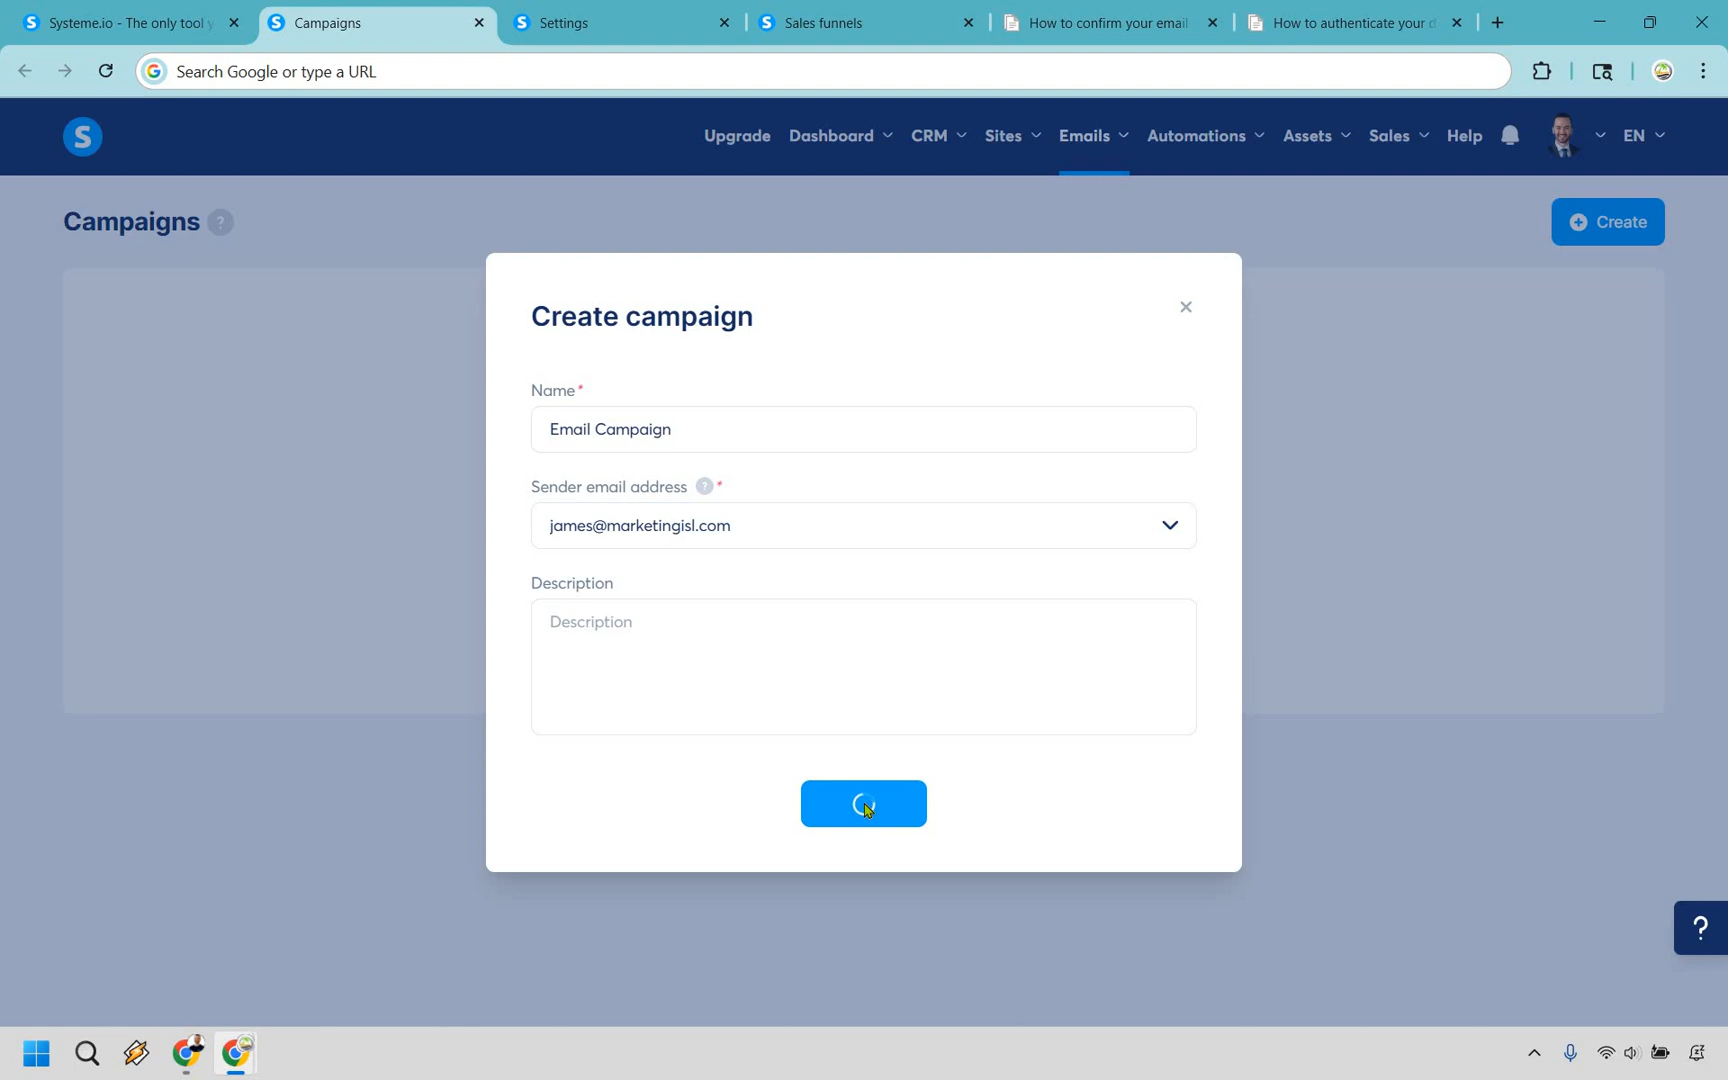 Systeme.io - The only tool y
Campaigns
Settings
Sales funnels
How to confirm your email
How to authenticate your d
Search Google or type a URL
S
Upgrade
Dashboard
CRM
Sites
Emails
Automations
Assets
Sales
Help
EN
Campaigns ?
Create
Create campaign
Name*
Email Campaign
Sender email address ? *
james@marketingisl.com
Description
Description
?